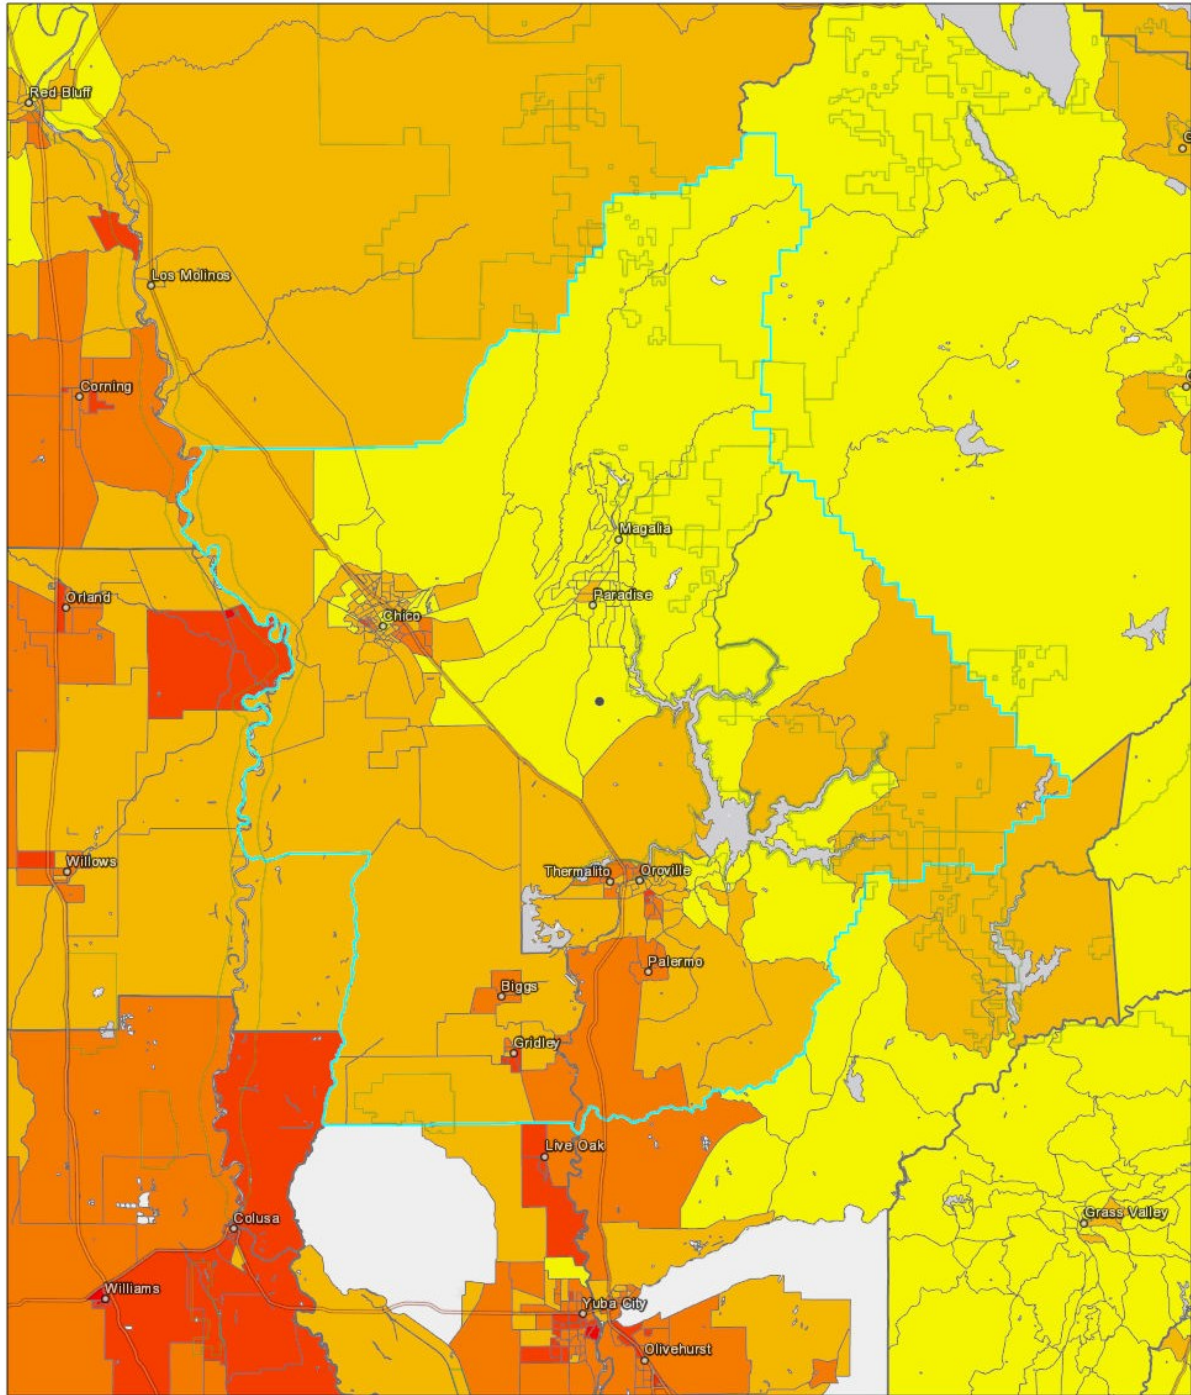 Red Bluff
Los Molinos
Corning
Magalia
Orland
Paradise
Chico
Willows
Thermalito
Oroville
Palermo
Biggs
Gridley
Live Oak
Colusa
Grass Valley
Williams
Yuba City
Olivehurst